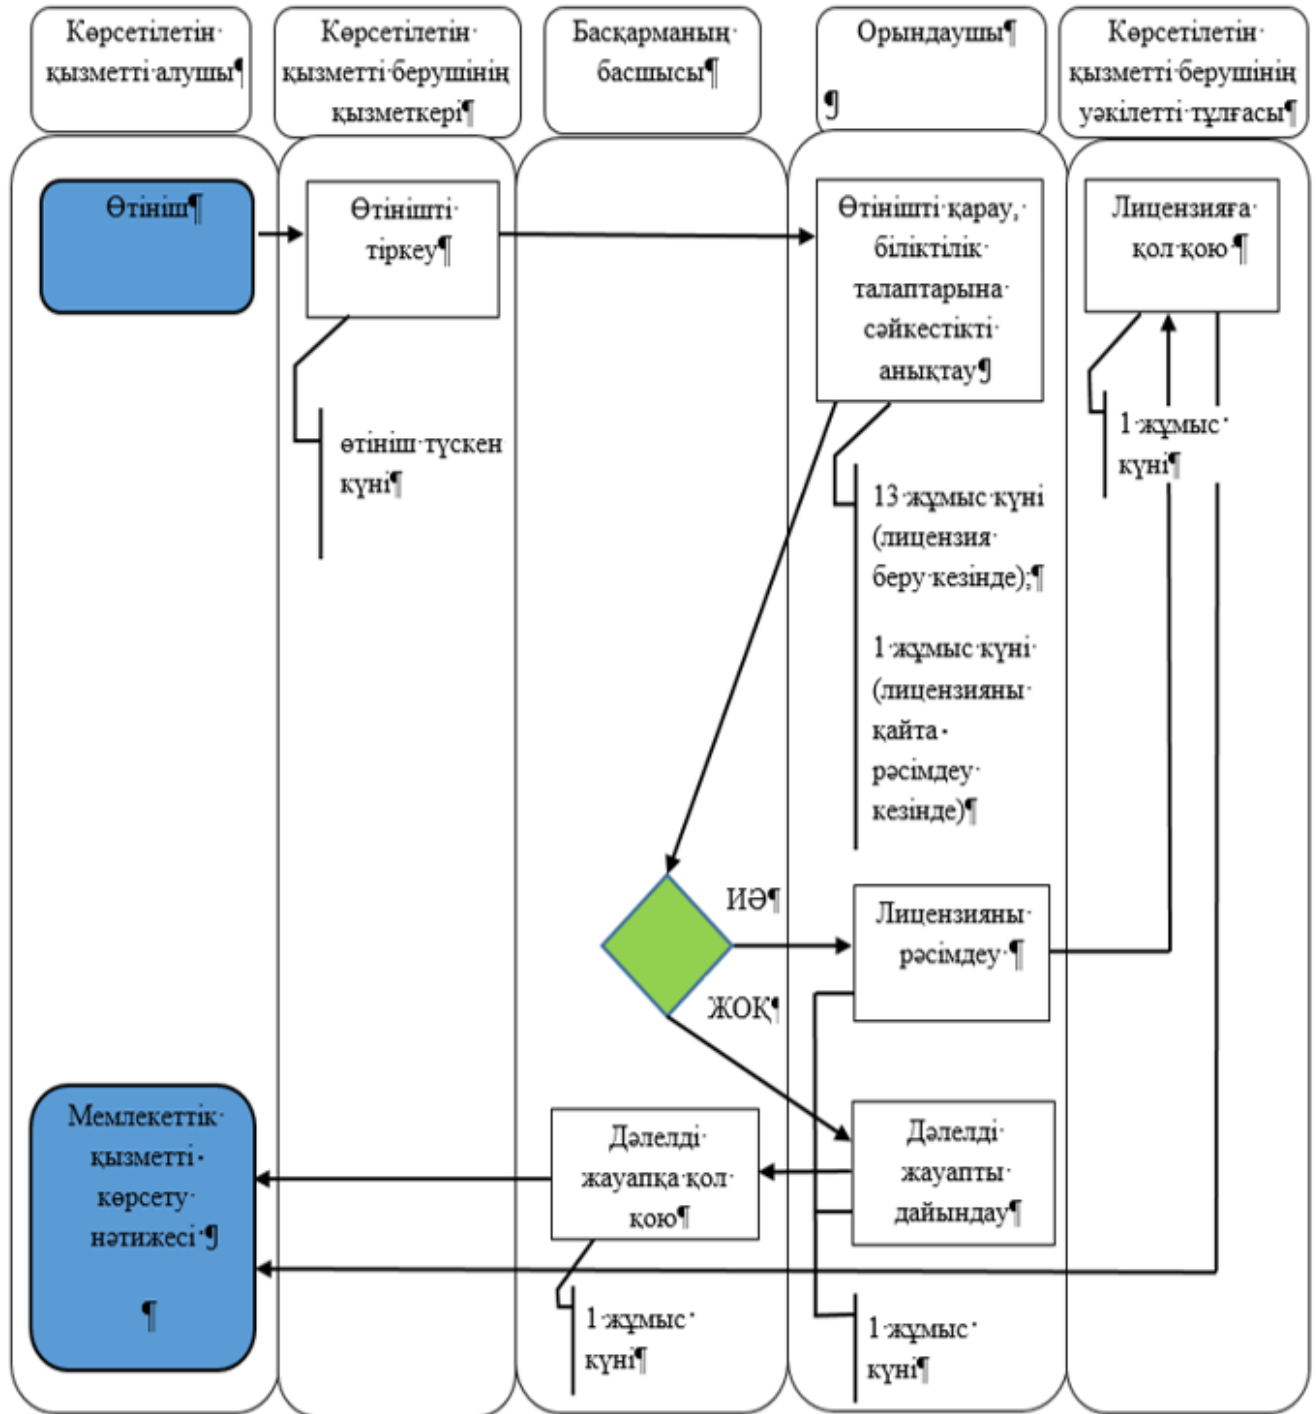 Көрсетілетін
қызметті алушы¶
Көрсетілетін
қызметті берушінің
қызметкері¶
Басқарманың
басшысы¶
Орындаушы¶
¶
Көрсетілетін
қызметті берушінің
уәкілетті тұлғасы¶
Өтініш¶
Өтінішті
тіркеу¶
Өтінішті қарау,
біліктілік
талаптарына
сәйкестікті
анықтау¶
Лицензияға
қол қою ¶
өтініш түскен
күні¶
13 жұмыс күні
(лицензия
беру кезінде);¶
1 жұмыс күні
(лицензияны
қайта
рәсімдеу
кезінде)¶
1 жұмыс
күні¶
ИӘ¶
Лицензияны
рәсімдеу ¶
ЖОҚ¶
Мемлекеттік
қызметті
көрсету
нәтижесі ¶
¶
Дәлелді
жауапқа қол
қою¶
Дәлелді
жауапты
дайындау¶
1 жұмыс
күні¶
1 жұмыс
күні¶